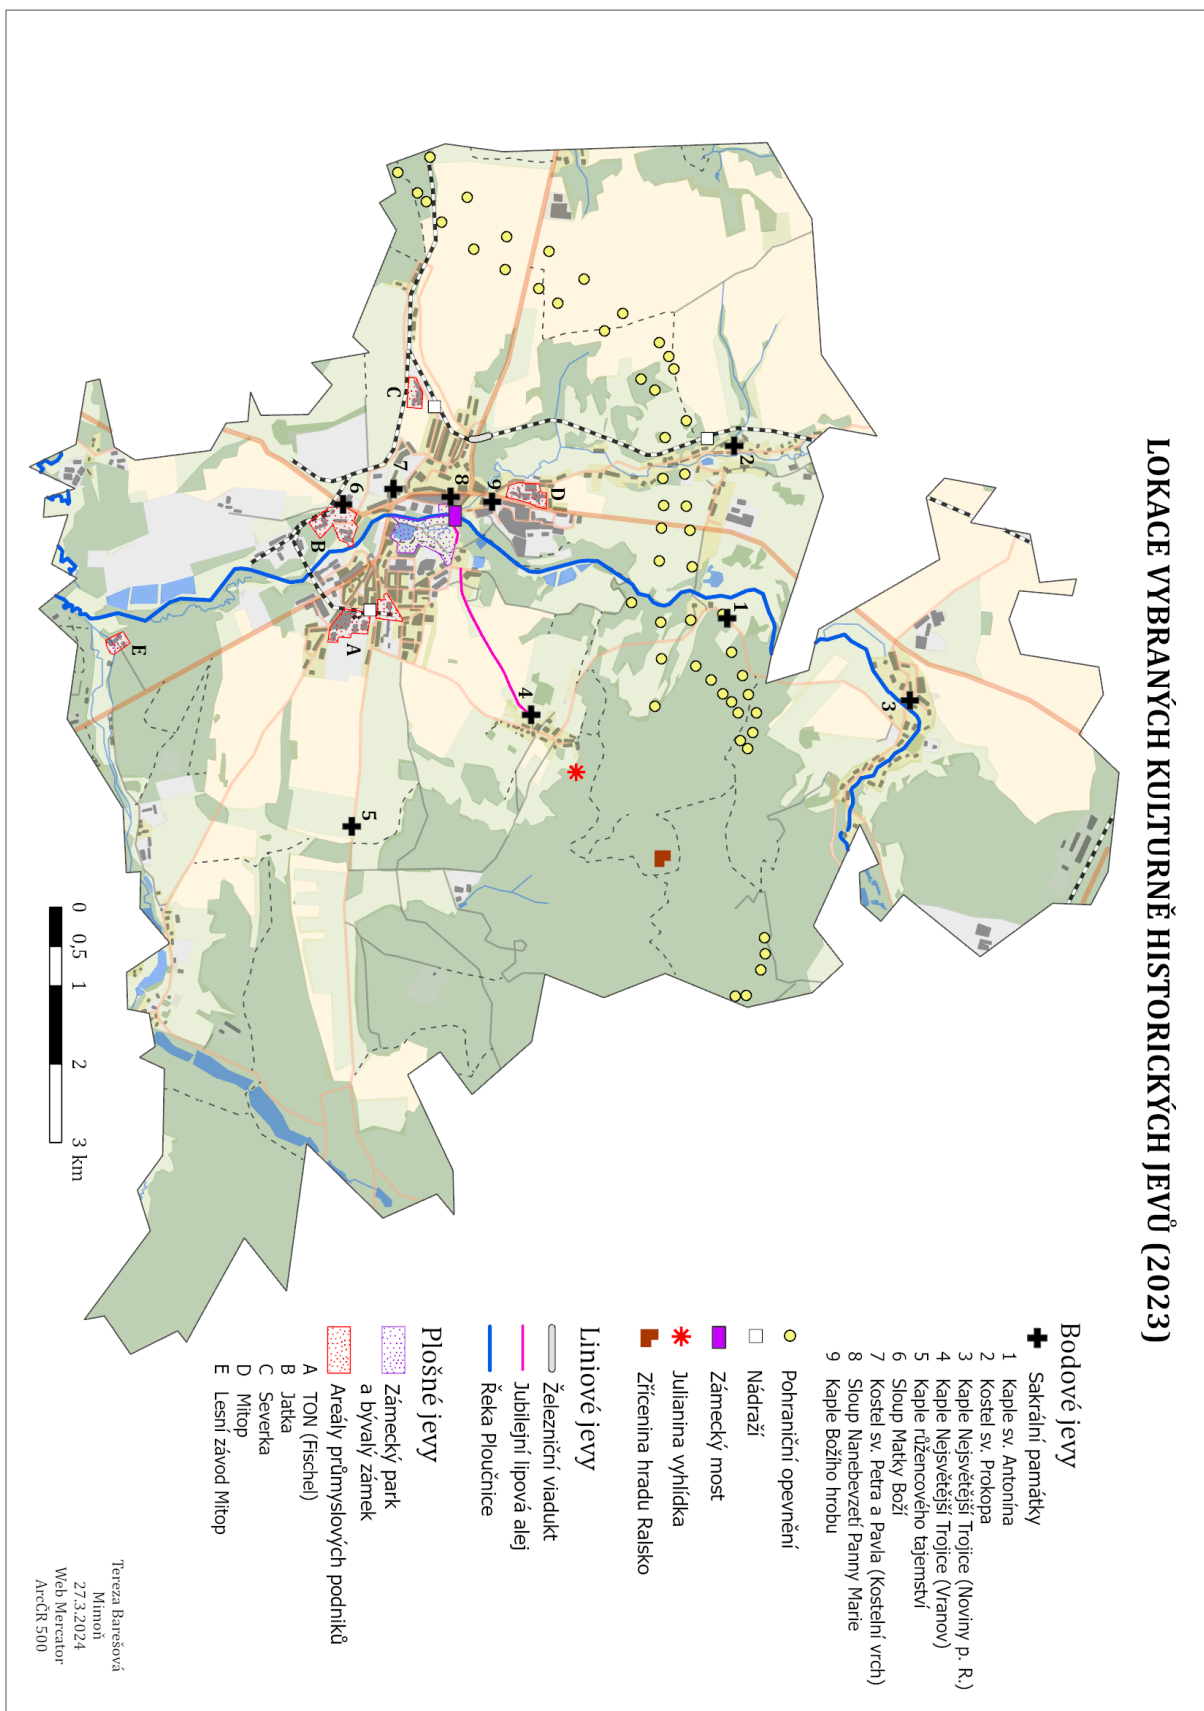 LOKACE VYBRANÝCH KULTURNĚ HISTORICKÝCH JEVŮ (2023)
1
2
3
4
5
6
7
8
9
A
B
C
D
E
0 0,5 1 2 3 km
Bodové jevy
Sakrální památky
1 Kaple sv. Antonína
2 Kostel sv. Prokopa
3 Kaple Nejsvětější Trojice (Noviny p. R.)
4 Kaple Nejsvětější Trojice (Vranov)
5 Kaple růžencového tajemství
6 Sloup Matky Boží
7 Kostel sv. Petra a Pavla (Kostelní vrch)
8 Sloup Nanebevzetí Panny Marie
9 Kaple Božího hrobu
Pohraniční opevnění
Nádraží
Zámecký most
Julianina vyhlídka
Zřícenina hradu Ralsko
Liniové jevy
Železniční viadukt
Jubilejní lipová alej
Řeka Ploučnice
Plošné jevy
Zámecký park
a bývalý zámek
Areály průmyslových podniků
A TON (Fischel)
B Jatka
C Severka
D Mitop
E Lesní závod Mitop
Tereza Barešová
Mimoň
27.3.2024
Web Mercator
ArcČR 500